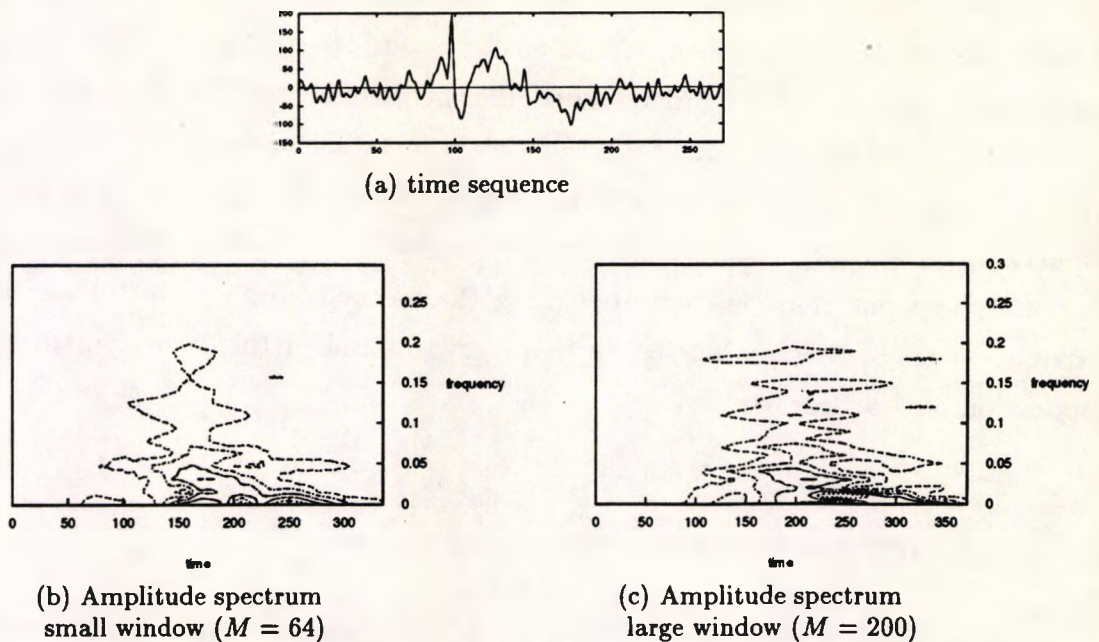 200
150
100
50
0
-50
-100
-150
0 50 100 150 200 250
(a) time sequence
0.25
0.2
0.15
0.1
0.05
0
frequency
0 50 100 150 200 250 300
time
(b) Amplitude spectrum
small window (M = 64)
0.3
0.25
0.2
0.15
0.1
0.05
0
frequency
0 50 100 150 200 250 300 350
time
(c) Amplitude spectrum
large window (M = 200)